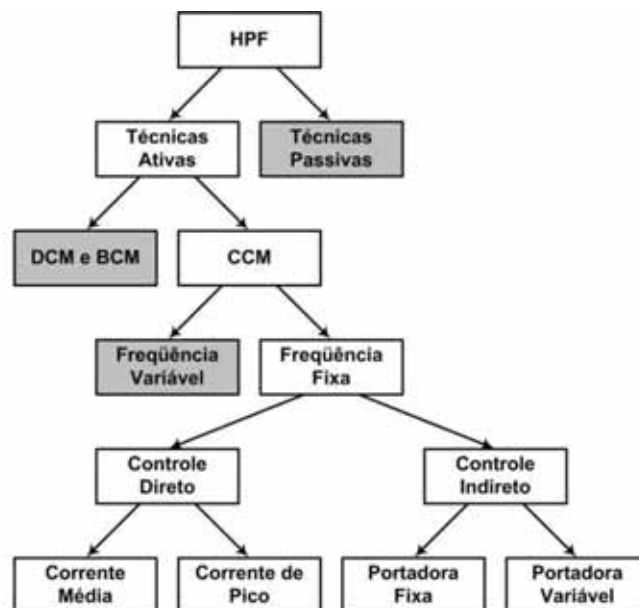 HPF
Técnicas
Ativas
Técnicas
Passivas
DCM e BCM
CCM
Freqüência
Variável
Freqüência
Fixa
Controle
Direto
Controle
Indireto
Corrente
Média
Corrente de
Pico
Portadora
Fixa
Portadora
Variável